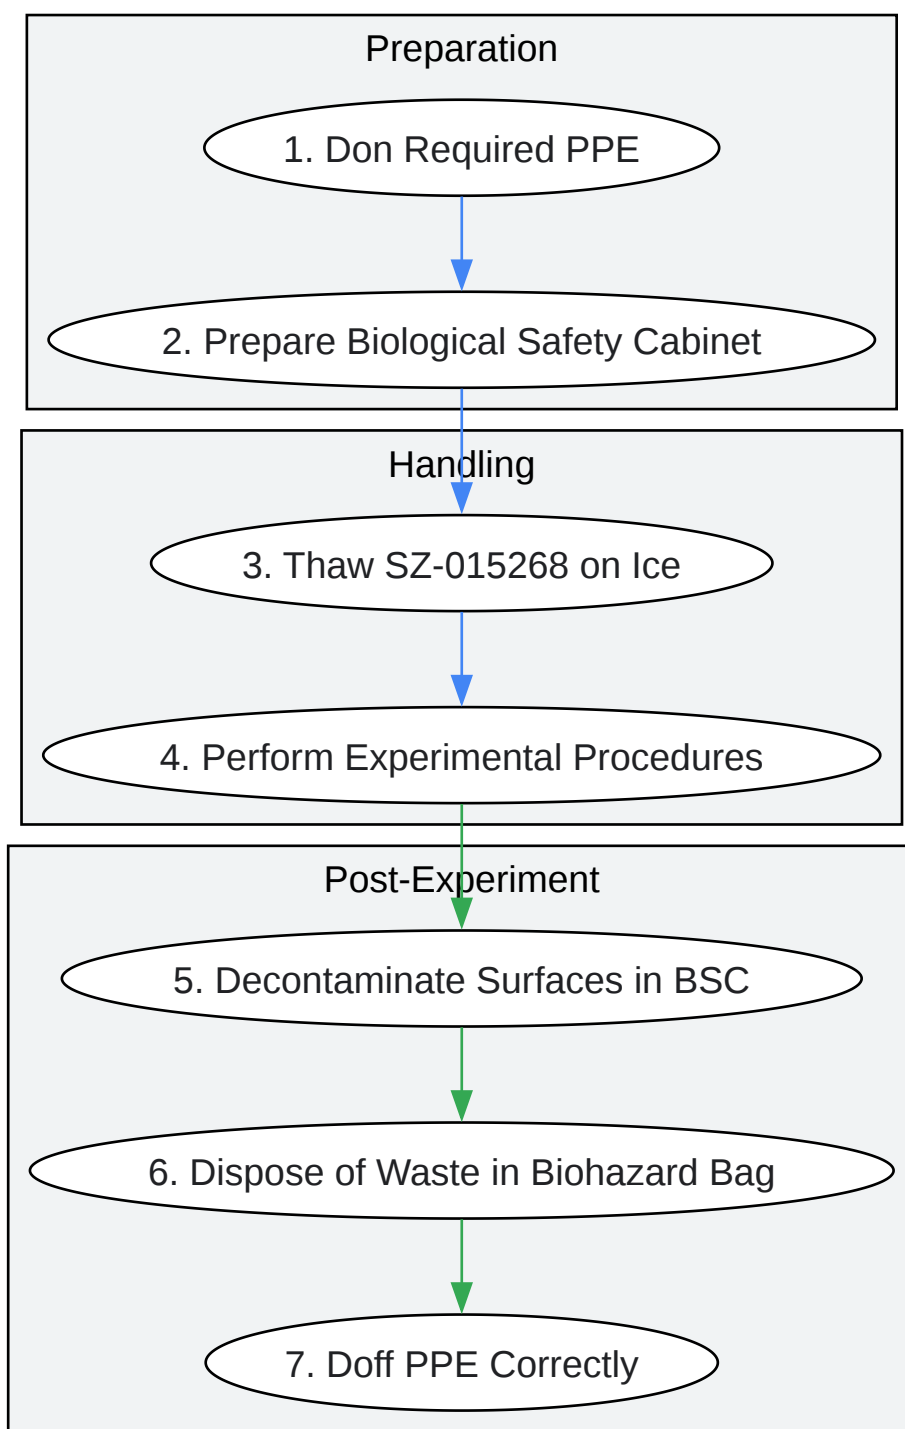 Preparation
1. Don Required PPE
2. Prepare Biological Safety Cabinet
Handling
3. Thaw SZ-015268 on Ice
4. Perform Experimental Procedures
Post-Experiment
5. Decontaminate Surfaces in BSC
6. Dispose of Waste in Biohazard Bag
7. Doff PPE Correctly